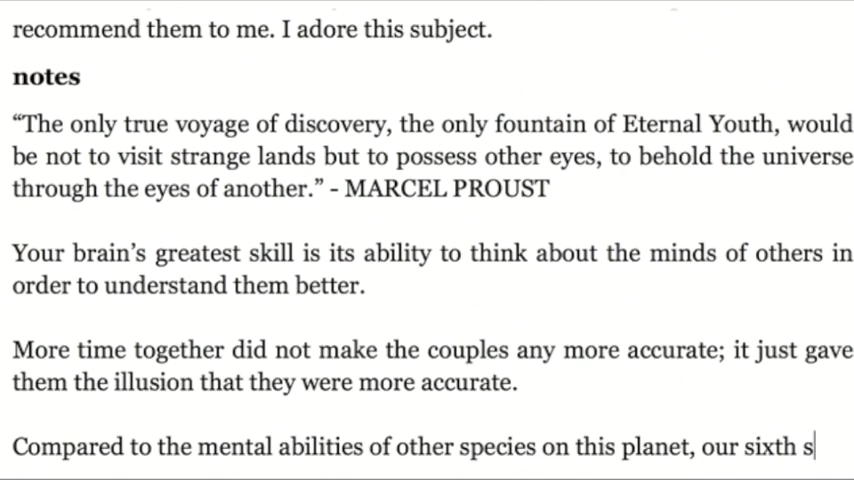 recommend them to me. I adore this subject.
notes
“The only true voyage of discovery, the only fountain of Eternal Youth, would
be not to visit strange lands but to possess other eyes, to behold the universe
through the eyes of another.” - MARCEL PROUST
Your brain’s greatest skill is its ability to think about the minds of others in
order to understand them better.
More time together did not make the couples any more accurate; it just gave
them the illusion that they were more accurate.
Compared to the mental abilities of other species on this planet, our sixth s